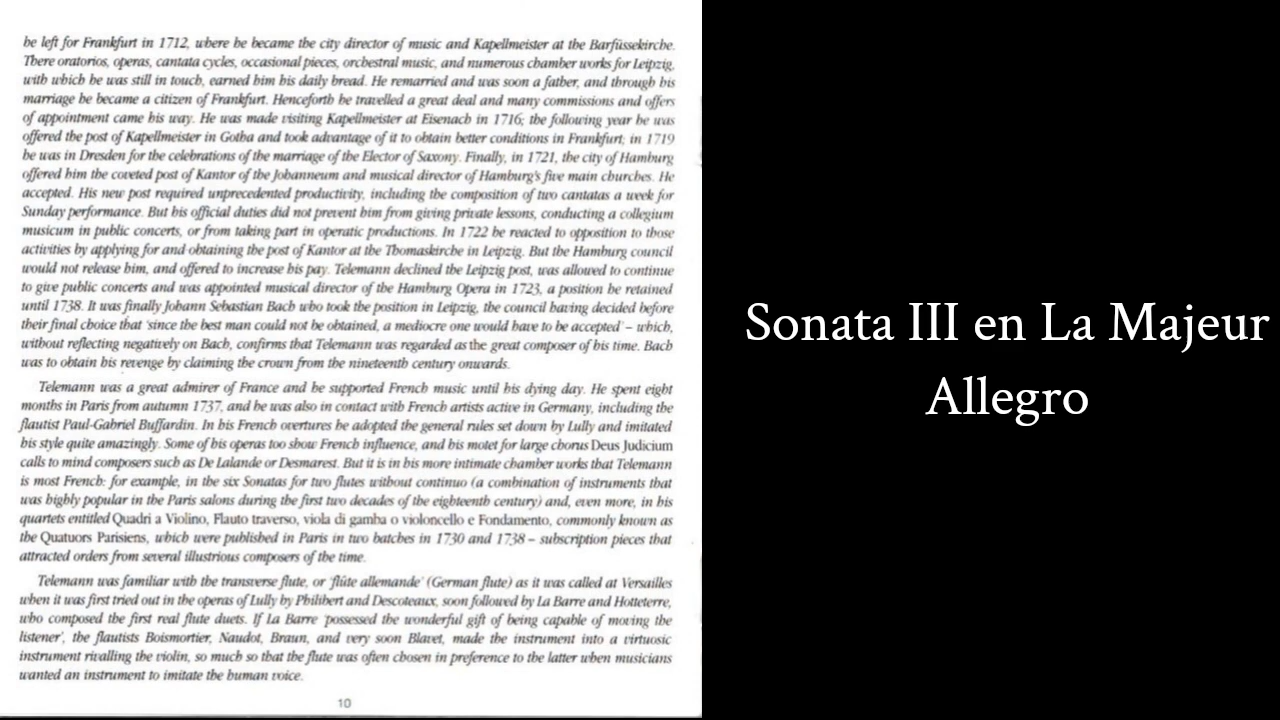 he left for Frankfurt in 1712, where he became the city director of music and Kapellmeister at the Barfüssekirche.
There oratorios, operas, cantata cycles, occasional pieces, orchestral music, and numerous chamber works for Leipzig,
with which he was still in touch, earned him his daily bread. He remarried and was soon a father, and through his
marriage he became a citizen of Frankfurt. Henceforth he travelled a great deal and many commissions and offers
of appointment came his way. He was made visiting Kapellmeister at Eisenach in 1716; the following year he was
offered the post of Kapellmeister in Gotha and took advantage of it to obtain better conditions in Frankfurt; in 1719
he was in Dresden for the celebrations of the marriage of the Elector of Saxony. Finally, in 1721, the city of Hamburg
offered him the coveted post of Kantor of the Johanneum and musical director of Hamburg's five main churches. He
accepted. His new post required unprecedented productivity, including the composition of two cantatas a week for
Sunday performance. But his official duties did not prevent him from giving private lessons, conducting a collegium
musicum in public concerts, or from taking part in operatic productions. In 1722 he reacted to opposition to those
activities by applying for and obtaining the post of Kantor at the Thomaskirche in Leipzig. But the Hamburg council
would not release him, and offered to increase his pay. Telemann declined the Leipzig post, was allowed to continue
to give public concerts and was appointed musical director of the Hamburg Opera in 1723, a position he retained
until 1738. It was finally Johann Sebastian Bach who took the position in Leipzig, the council having decided before
their final choice that 'since the best man could not be obtained, a mediocre one would have to be accepted' – which,
without reflecting negatively on Bach, confirms that Telemann was regarded as the great composer of his time. Bach
was to obtain his revenge by claiming the crown from the nineteenth century onwards.
Telemann was a great admirer of France and he supported French music until his dying day. He spent eight
months in Paris from autumn 1737, and he was also in contact with French artists active in Germany, including the
flautist Paul-Gabriel Buffardin. In his French overtures he adopted the general rules set down by Lully and imitated
his style quite amazingly. Some of his operas too show French influence, and his motet for large chorus Deus Judicium
calls to mind composers such as De Lalande or Desmarest. But it is in his more intimate chamber works that Telemann
is most French: for example, in the six Sonatas for two flutes without continuo (a combination of instruments that
was highly popular in the Paris salons during the first two decades of the eighteenth century) and, even more, in his
quartets entitled Quadri a Violino, Flauto traverso, viola di gamba o violoncello e Fondamento, commonly known as
the Quatuors Parisiens, which were published in Paris in two batches in 1730 and 1738 – subscription pieces that
attracted orders from several illustrious composers of the time.
Telemann was familiar with the transverse flute, or 'flûte allemande' (German flute) as it was called at Versailles
when it was first tried out in the operas of Lully by Philibert and Descoteaux, soon followed by La Barre and Hotteterre,
who composed the first real flute duets. If La Barre 'possessed the wonderful gift of being capable of moving the
listener', the flautists Boismortier, Naudot, Braun, and very soon Blavet, made the instrument into a virtuosic
instrument rivalling the violin, so much so that the flute was often chosen in preference to the latter when musicians
wanted an instrument to imitate the human voice.
10
Sonata III en La Majeur
Allegro